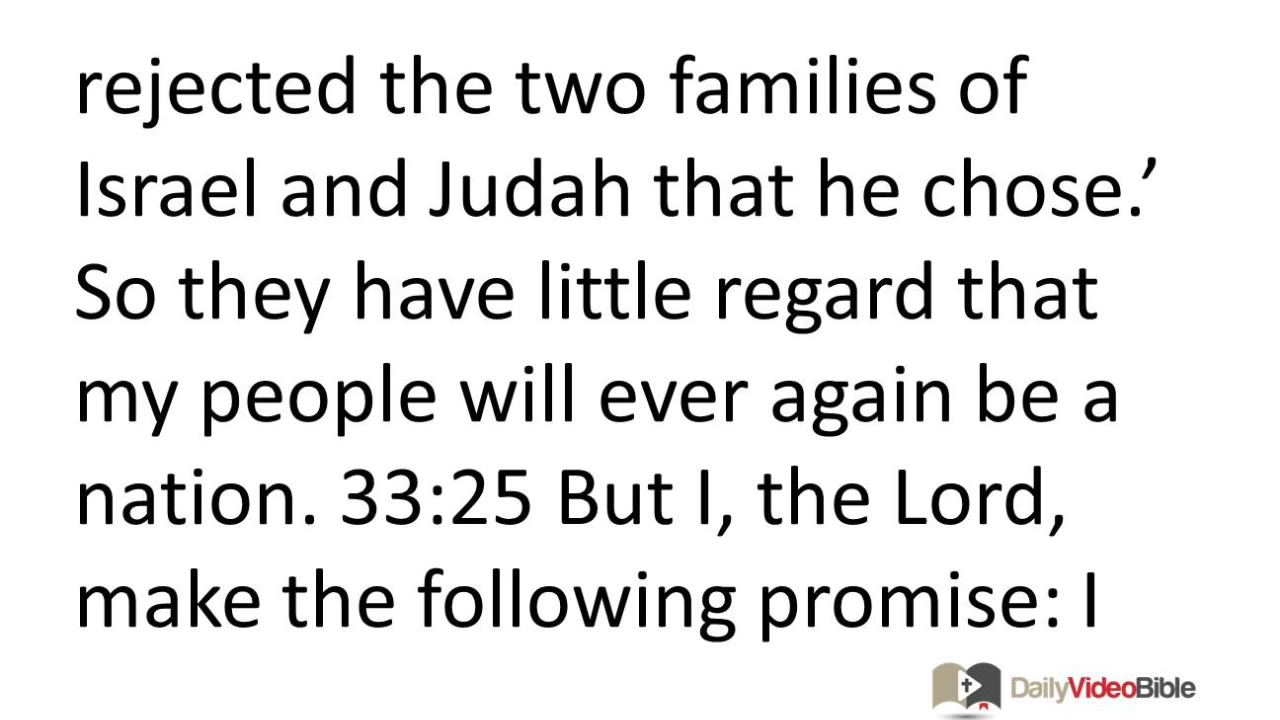 rejected the two families of
Israel and Judah that he chose.’
So they have little regard that
my people will ever again be a
nation. 33:25 But I, the Lord,
make the following promise: I
DailyVideoBible